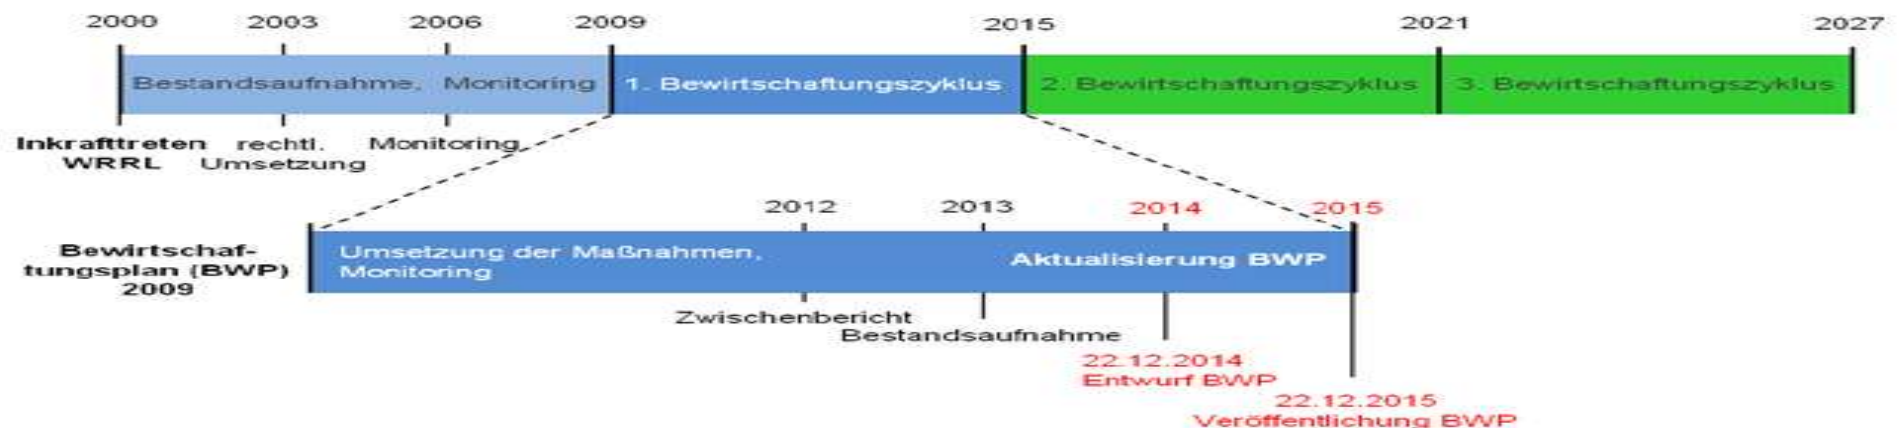 2000 2003 2006 2009 2015 2021 2027
Bestandsaufnahme, Monitoring 1. Bewirtschaftungszyklus 2. Bewirtschaftungszyklus 3. Bewirtschaftungszyklus
Inkrafttreten rechtl. Monitoring
WRRL Umsetzung
2012 2013 2014 2015
Bewirtschaf-
tungsplan (BWP)
2009
Umsetzung der Maßnahmen,
Monitoring
Aktualisierung BWP
Zwischenbericht
Bestandsaufnahme
22.12.2014
Entwurf BWP
22.12.2015
Veröffentlichung BWP